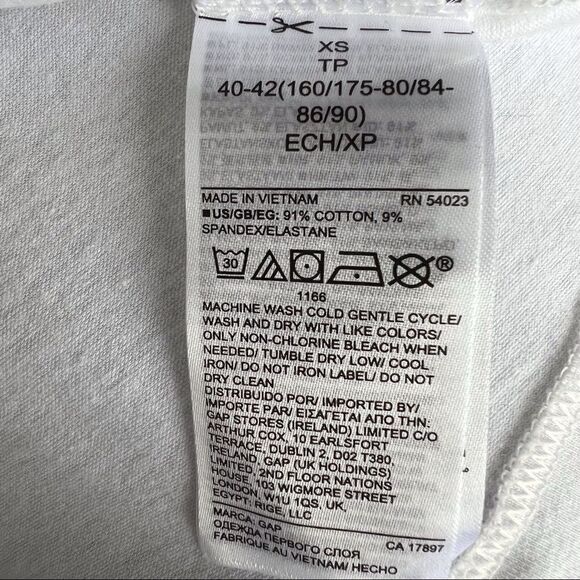 XS
TP
40-42(160/175-80/84-
86/90)
ECH/XP
MADE IN VIETNAM RN 54023
US/GB/EG: 91% COTTON, 9%
SPANDEX/ELASTANE
30
®
1166
MACHINE WASH COLD GENTLE CYCLE/
WASH AND DRY WITH LIKE COLORS/
ONLY NON-CHLORINE BLEACH WHEN
NEEDED/ TUMBLE DRY LOW/ COOL
IRON/ DO NOT IRON LABEL/ DO NOT
DRY CLEAN
DISTRIBUIDO POR/ IMPORTED BY/
IMPORTE PAR/ ΕΙΣΑΓΕΤΑΙ ΑΠΟ ΤΗΝ:
GAP STORES (IRELAND) LIMITED C/O
ARTHUR COX, 10 EARLSFORT
TERRACE, DUBLIN 2, D02 T380,
IRELAND, GAP (UK HOLDINGS)
LIMITED, 2ND FLOOR NATIONS
HOUSE, 103 WIGMORE STREET
LONDON, W1U 1QS, UK,
EGYPT: RIGE, LLC
MARCA: GAP CA 17897
ОДЕЖДА ПЕРВОГО СЛОЯ
FABRIQUE AU VIETNAM/ HECHO